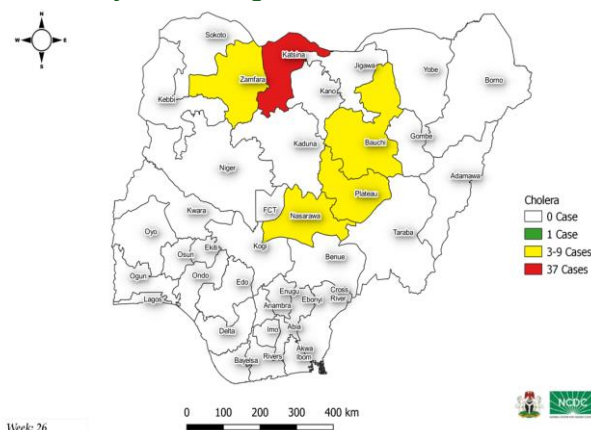 N
W E
S
Sokoto
Katsina
Zamfara
Jigawa
Yobe
Borno
Kebbi
Kano
Kaduna
Bauchi
Gombe
Niger
Adamawa
Plateau
FCT
Nasarawa
Kwara
Taraba
Oyo
Kogi
Ekiti
Osun
Benue
Ogun
Ondo
Edo
Lagos
Enugu
Ebonyi
Cross
River
Anambra
Delta
Imo
Abia
Bayelsa
Rivers
Akwa
Ibom
Cholera
0 Case
1 Case
3-9 Cases
37 Cases
NCDC
Week: 26
0 100 200 300 400 km